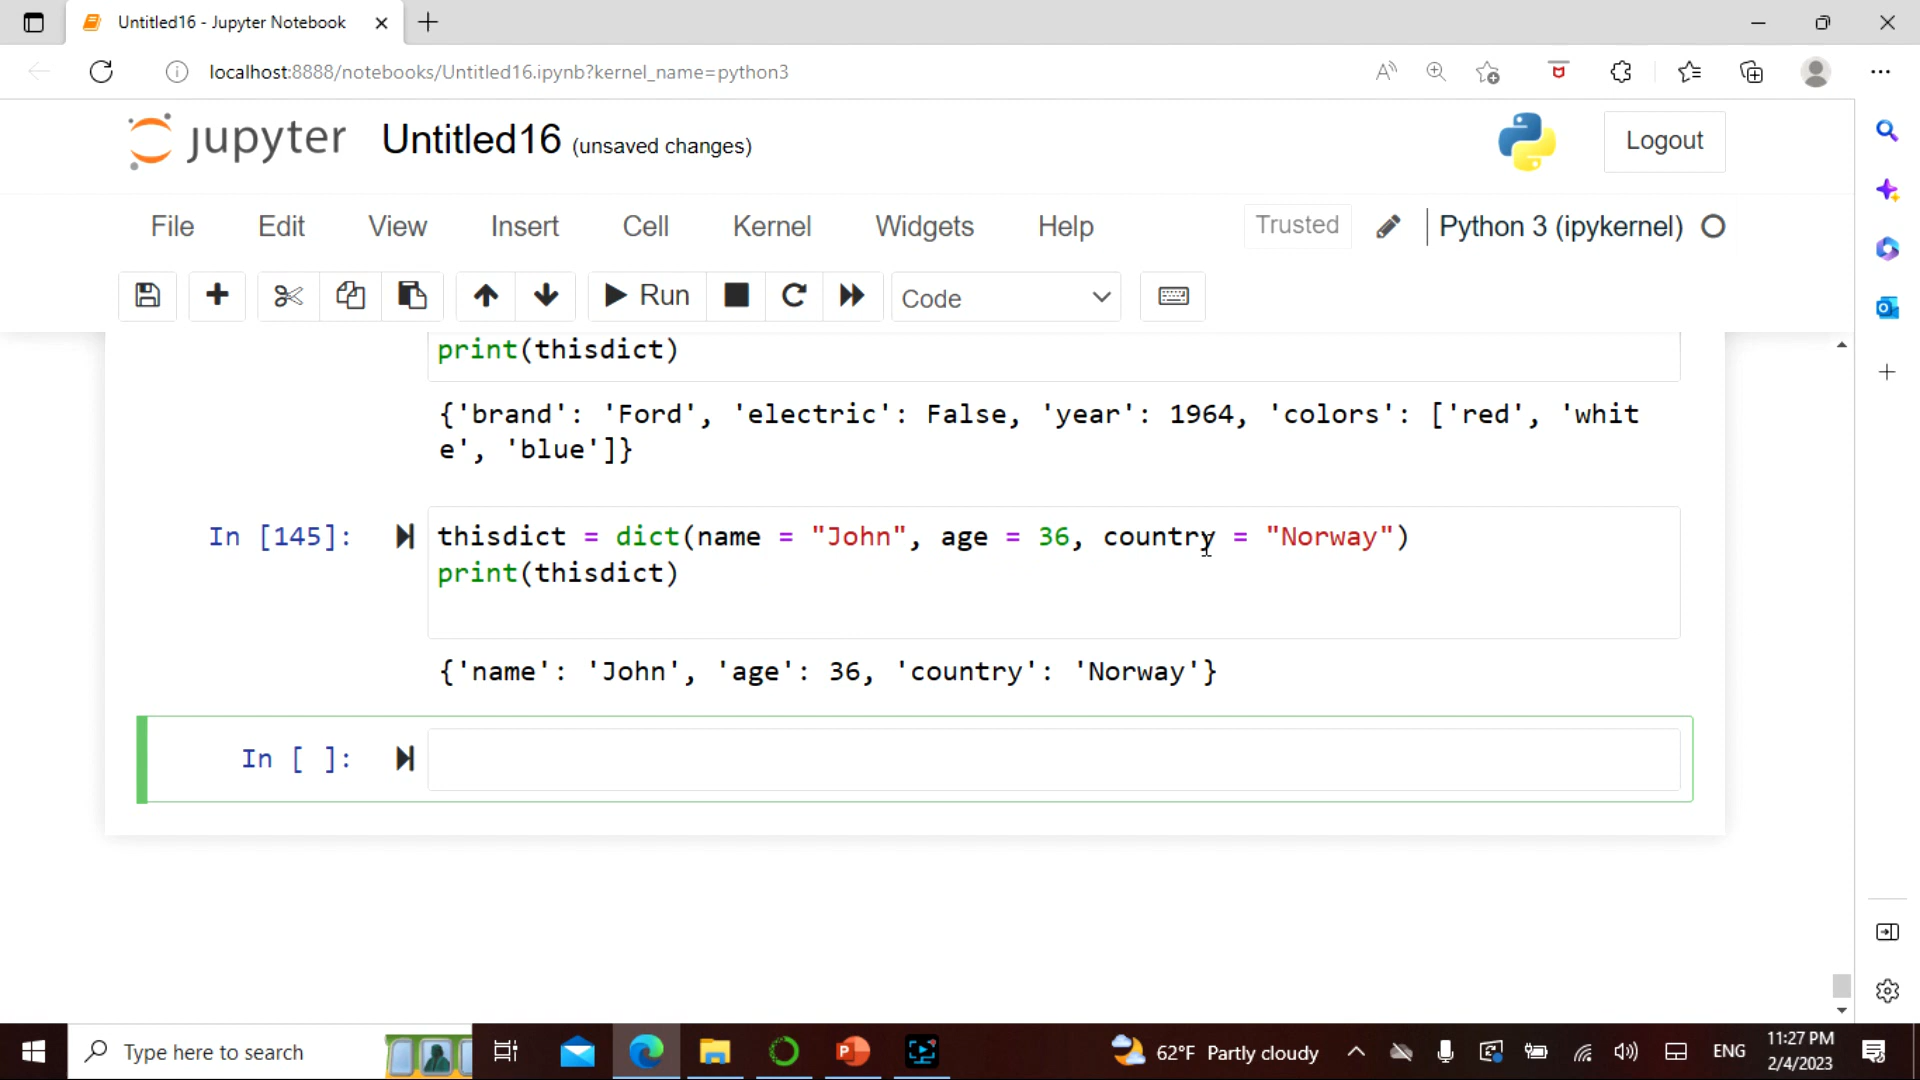 Untitled16 - Jupyter Notebook
localhost:8888/notebooks/Untitled16.ipynb?kernel_name=python3
jupyter Untitled16 (unsaved changes)
Logout
File Edit View Insert Cell Kernel Widgets Help
Trusted
Python 3 (ipykernel)
Run
Code
print(thisdict)
{'brand': 'Ford', 'electric': False, 'year': 1964, 'colors': ['red', 'whit
e', 'blue']}
In [145]:
thisdict = dict(name = "John", age = 36, country = "Norway")
print(thisdict)
{'name': 'John', 'age': 36, 'country': 'Norway'}
In [ ]:
Type here to search
62°F Partly cloudy
ENG
11:27 PM
2/4/2023